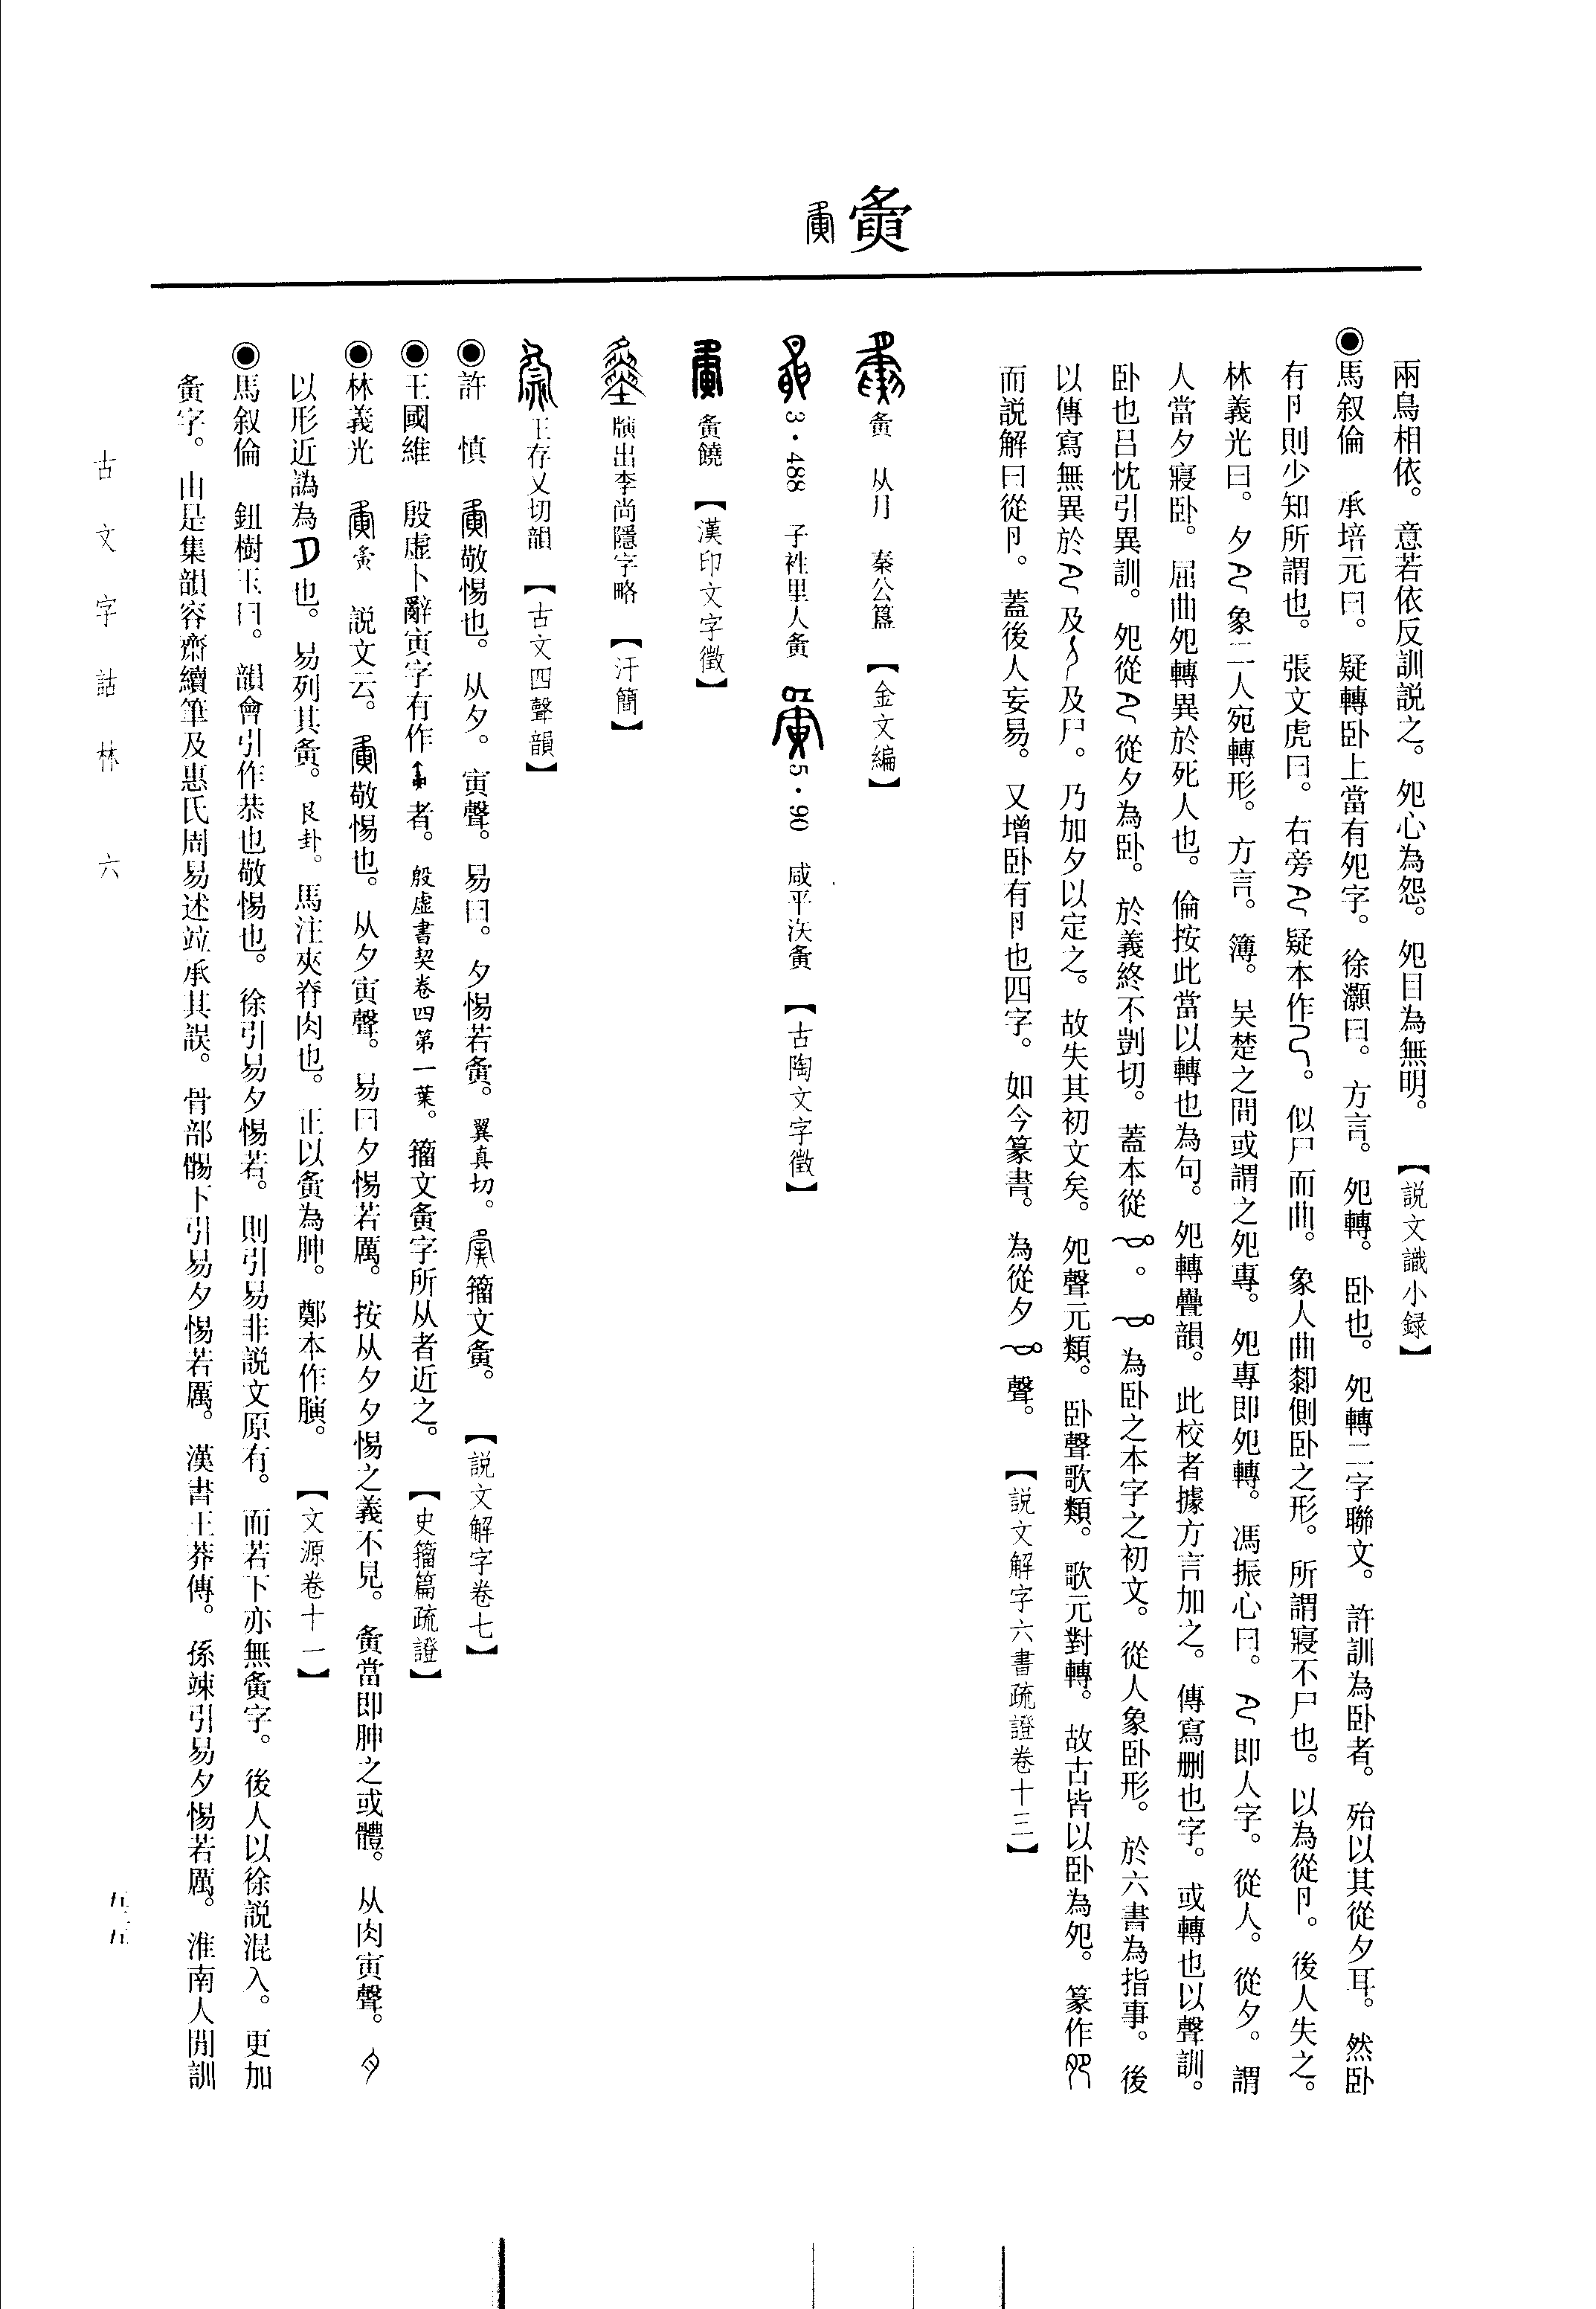 夤
兩鳥相依。意若依反訓説之。夗心為怨。夗目為無明。【説文識小録】
◉馬叙倫　承培元曰。疑轉卧上當有夗字。徐灝曰。方言。夗轉。卧也。夗轉二字聯文。許訓為卧者。殆以其從夕耳。然卧
有卪則少知所謂也。張文虎曰。右旁疑本作。似尸而曲。象人曲厀側卧之形。所謂寢不尸也。以為從卪。後人失之。
林義光曰。夕象二人宛轉形。方言。簿。吴楚之間或謂之夗專。夗專即夗轉。馮振心曰。即人字。從人。從夕。謂
人當夕寢卧。屈曲夗轉異於死人也。倫按此當以轉也為句。夗轉疊韻。此校者據方言加之。傳寫删也字。或轉也以聲訓。
卧也吕忱引異訓。夗從從夕為卧。於義終不剴切。蓋本從。為卧之本字之初文。從人象卧形。於六書為指事。後
以傳寫無異於及及尸。乃加夕以定之。故失其初文矣。夗聲元類。卧聲歌類。歌元對轉。故古皆以卧為夗。篆作
而説解曰從卪。蓋後人妄易。又增卧有卪也四字。如今篆書。為從夕聲。【説文解字六書疏證卷十三】
夤　从月　秦公簋【金文編】
3·488　子里人夤　5·90　咸平夤【古陶文字徵】
夤饒【漢印文字徵】
夤出李尚隱字略【汗簡】
王存乂切韻【古文四聲韻】
◉許　慎　敬惕也。从夕。寅聲。易曰。夕惕若夤。翼真切。籀文夤。【説文解字卷七】
◉王國維　殷虚卜辭寅字有作者。殷虚書契卷四第一葉。籀文夤字所从者近之。【史籀篇疏證】
◉林義光　夤　説文云。敬惕也。从夕寅聲。易曰夕惕若厲。按从夕夕惕之義不見。夤當即胂之或體。从肉寅聲。
以形近譌為也。易列其夤。艮卦。馬注夾脊肉也。正以夤為胂。鄭本作䐄。【文源卷十一】
◉馬叙倫　鈕樹玉曰。韻會引作恭也敬惕也。徐引易夕惕若。則引易非説文原有。而若下亦無夤字。後人以徐説混入。更加
夤字。由是集韻容齋續筆及惠氏周易述竝承其誤。骨部䯜下引易夕惕若厲。漢書王莽傳。孫竦引易夕惕若厲。淮南人閒訓
古文字詁林　六